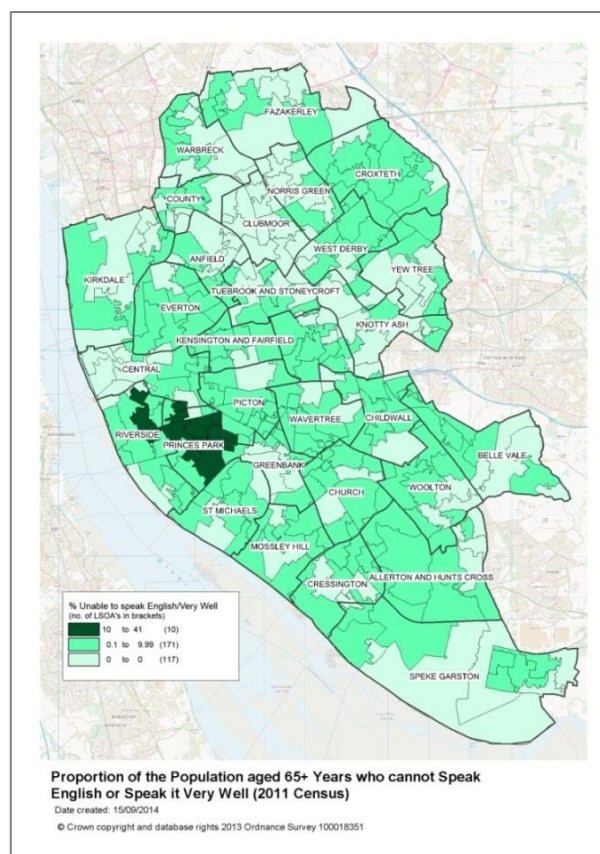 FAZAKERLEY
WARBRECK
CROXTETH
NORRIS GREEN
COUNTY
CLUBMOOR
WEST DERBY
ANFIELD
YEW TREE
KIRKDALE
TUEBROOK AND STONEYCROFT
EVERTON
KNOTTY ASH
KENSINGTON AND FAIRFIELD
CENTRAL
PICTON
WAVERTREE
CHILDWALL
RIVERSIDE
PRINCES PARK
BELLE VALE
GREENBANK
WOOLTON
CHURCH
ST MICHAELS
MOSSLEY HILL
ALLERTON AND HUNTS CROSS
CRESSINGTON
SPEKE GARSTON
% Unable to speak English/Very Well
(no. of LSOA's in brackets)
10 to 41 (10)
0.1 to 9.99 (171)
0 to 0 (117)
Proportion of the Population aged 65+ Years who cannot Speak
English or Speak it Very Well (2011 Census)
Date created: 15/09/2014
© Crown copyright and database rights 2013 Ordnance Survey 100018351